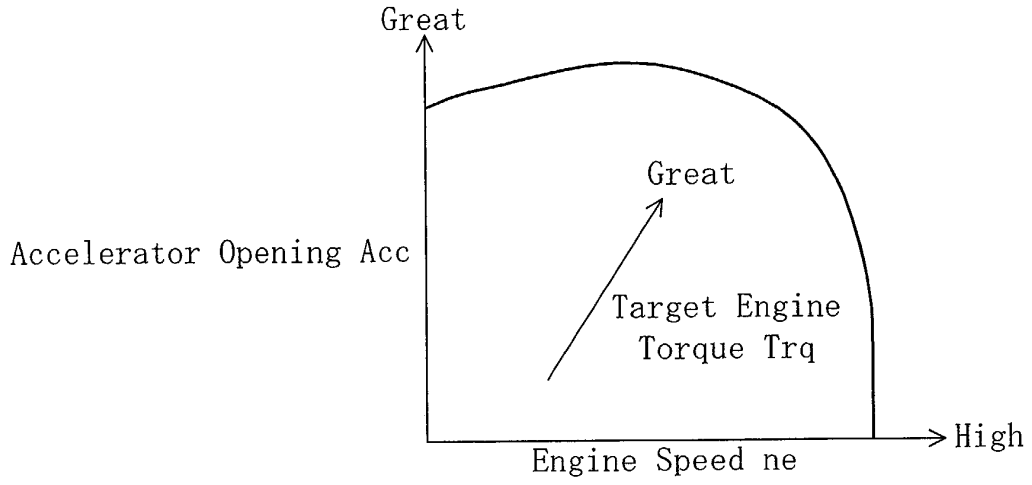 Great
Great
Accelerator Opening Acc
Target Engine
Torque Trq
High
Engine Speed ne